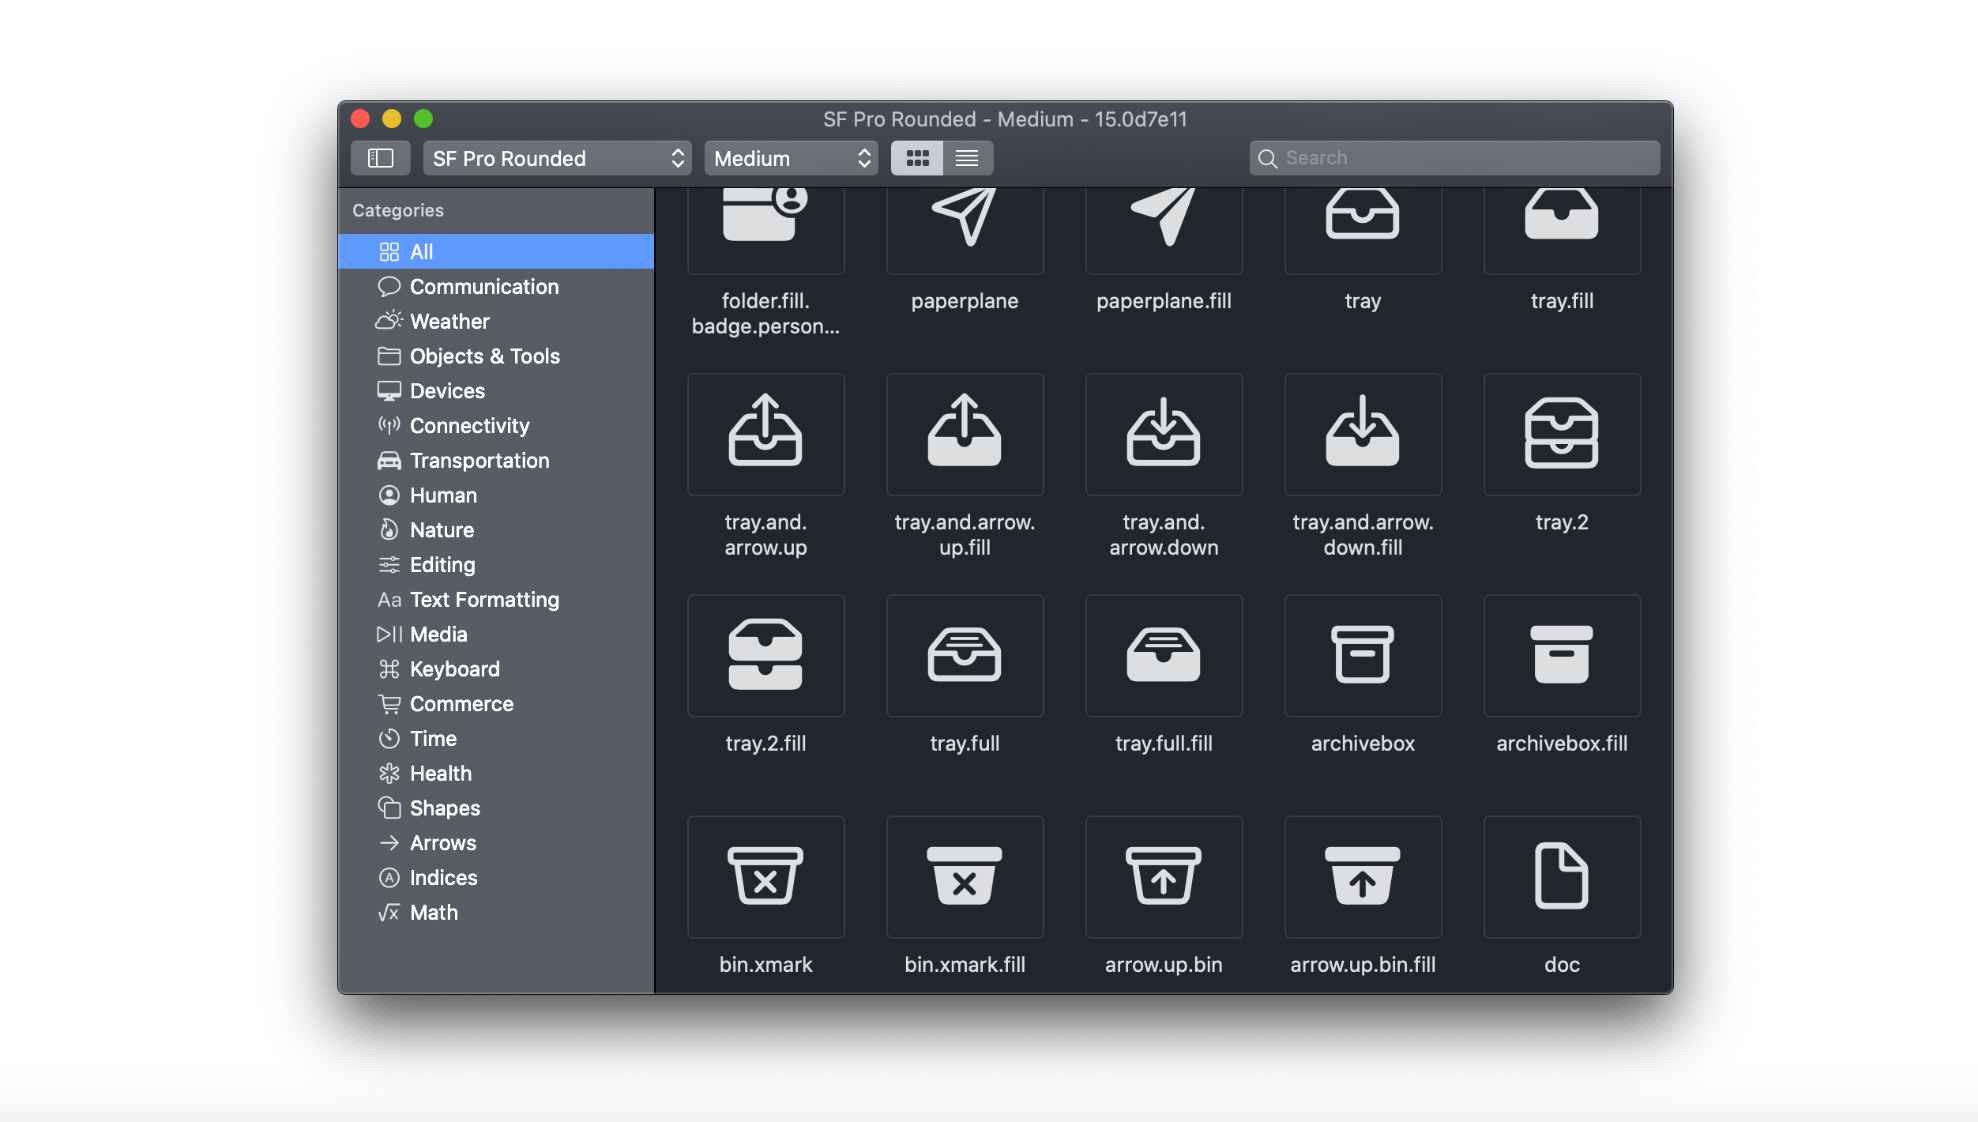 SF Pro Rounded - Medium - 15.0d7e11
SF Pro Rounded
Medium
Search
Categories
All
Communication
Weather
Objects & Tools
Devices
Connectivity
Transportation
Human
Nature
Editing
Aa Text Formatting
Media
Keyboard
Commerce
Time
Health
Shapes
Arrows
A Indices
√x Math
folder.fill.
badge.person...
paperplane
paperplane.fill
tray
tray.fill
tray.and.
arrow.up
tray.and.arrow.
up.fill
tray.and.
arrow.down
tray.and.arrow.
down.fill
tray.2
tray.2.fill
tray.full
tray.full.fill
archivebox
archivebox.fill
bin.xmark
bin.xmark.fill
arrow.up.bin
arrow.up.bin.fill
doc